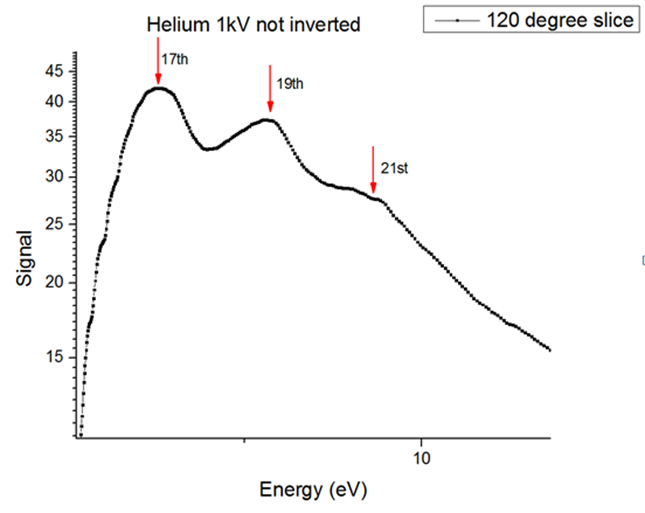 Helium 1kV not inverted
120 degree slice
17th
19th
21st
45
40
35
30
25
20
15
Signal
10
Energy (eV)